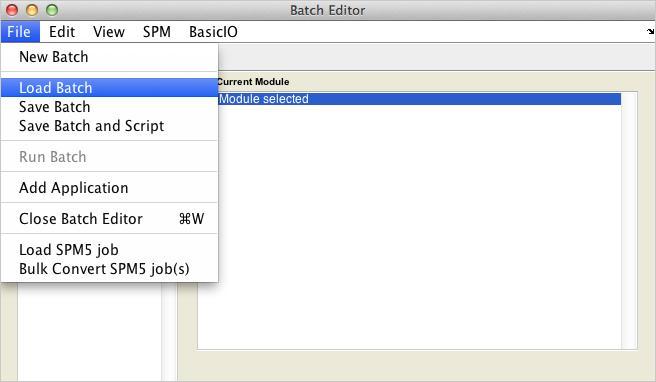 Batch Editor
File Edit View SPM BasicIO
New Batch
Load Batch
Save Batch
Save Batch and Script
Run Batch
Add Application
Close Batch Editor ⌘W
Load SPM5 job
Bulk Convert SPM5 job(s)
Current Module
Module selected